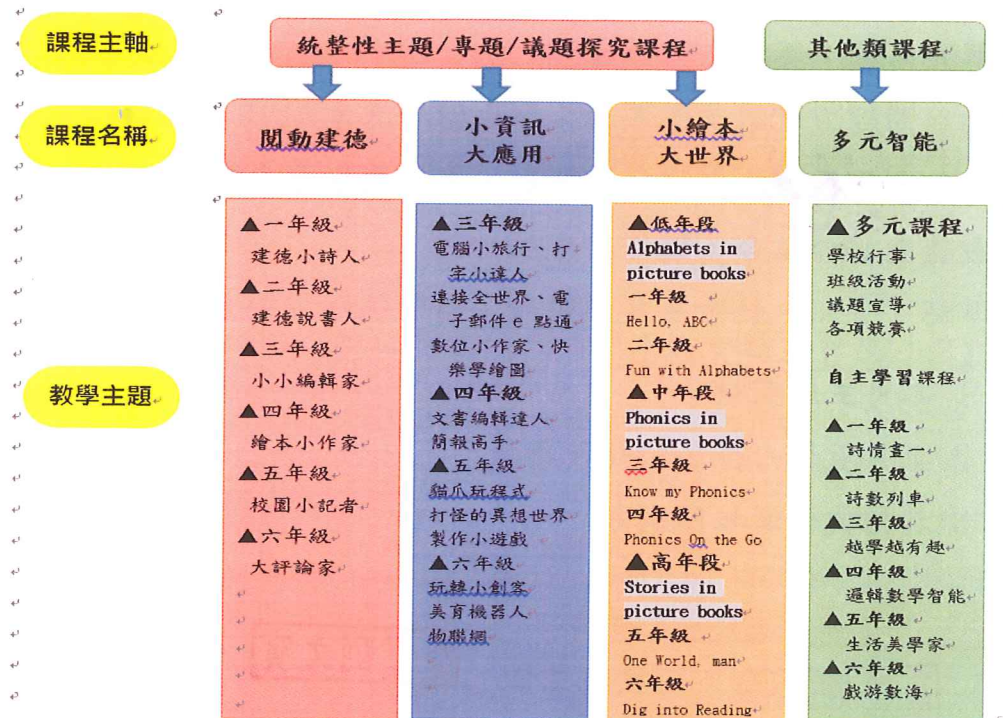 課程主軸
統整性主題/專題/議題探究課程
其他類課程
課程名稱
閱動建德
小資訊
大應用
小繪本
大世界
多元智能
教學主題
▲一年級
建德小詩人
▲二年級
建德說書人
▲三年級
小小編輯家
▲四年級
繪本小作家
▲五年級
校園小記者
▲六年級
大評論家
▲三年級
電腦小旅行、打
字小達人
連接全世界、電
子郵件 e 點通
數位小作家、快
樂學繪圖
▲四年級
文書編輯達人
簡報高手
▲五年級
貓爪玩程式
打怪的異想世界
製作小遊戲
▲六年級
玩轉小創客
美育機器人
物聯網
▲低年段
Alphabets in
picture books
一年級
Hello, ABC
二年級
Fun with Alphabets
▲中年段
Phonics in
picture books
三年級
Know my Phonics
四年級
Phonics On the Go
▲高年段
Stories in
picture books
五年級
One World, man
六年級
Dig into Reading
▲多元課程
學校行事
班級活動
議題宣導
各項競賽
自主學習課程
▲一年級
詩情畫一
▲二年級
詩數列車
▲三年級
越學越有趣
▲四年級
邏輯數學智能
▲五年級
生活美學家
▲六年級
戲游數海